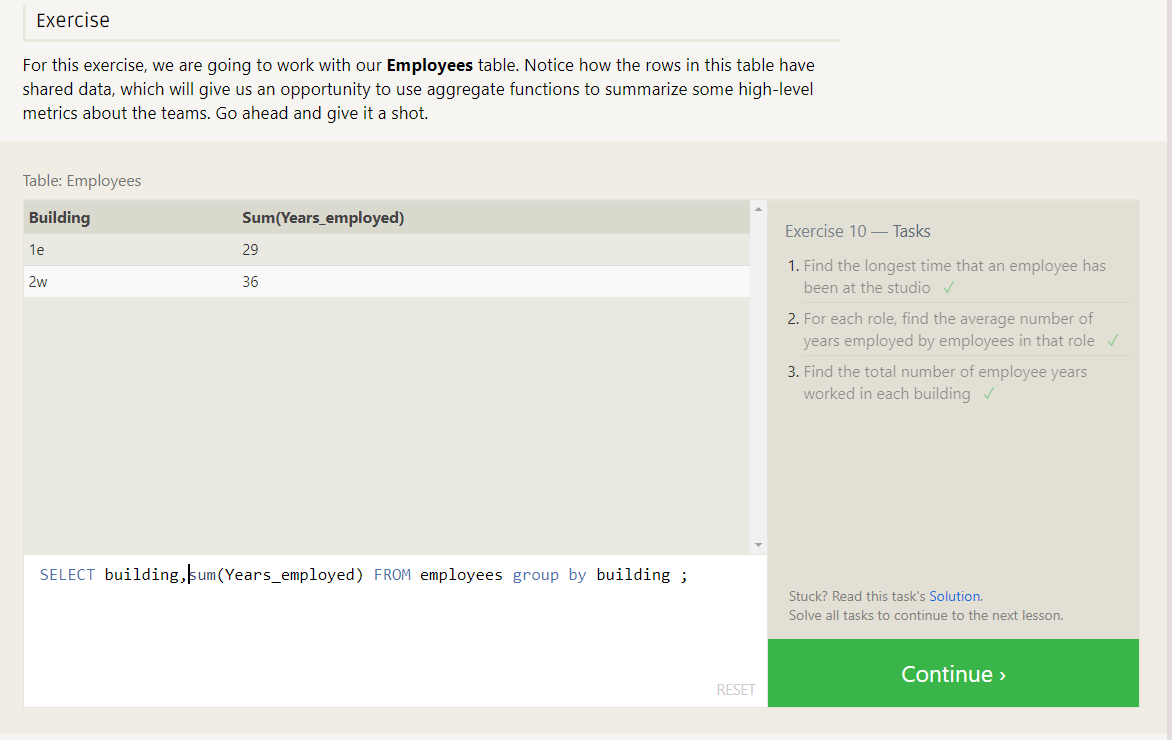 Exercise
For this exercise, we are going to work with our Employees table. Notice how the rows in this table have
shared data, which will give us an opportunity to use aggregate functions to summarize some high-level
metrics about the teams. Go ahead and give it a shot.
Table: Employees
Building Sum(Years_employed)
1e 29
2w 36
SELECT building,sum(Years_employed) FROM employees group by building ;
RESET
Exercise 10 — Tasks
1. Find the longest time that an employee has
been at the studio ✓
2. For each role, find the average number of
years employed by employees in that role ✓
3. Find the total number of employee years
worked in each building ✓
Stuck? Read this task's Solution.
Solve all tasks to continue to the next lesson.
Continue ›